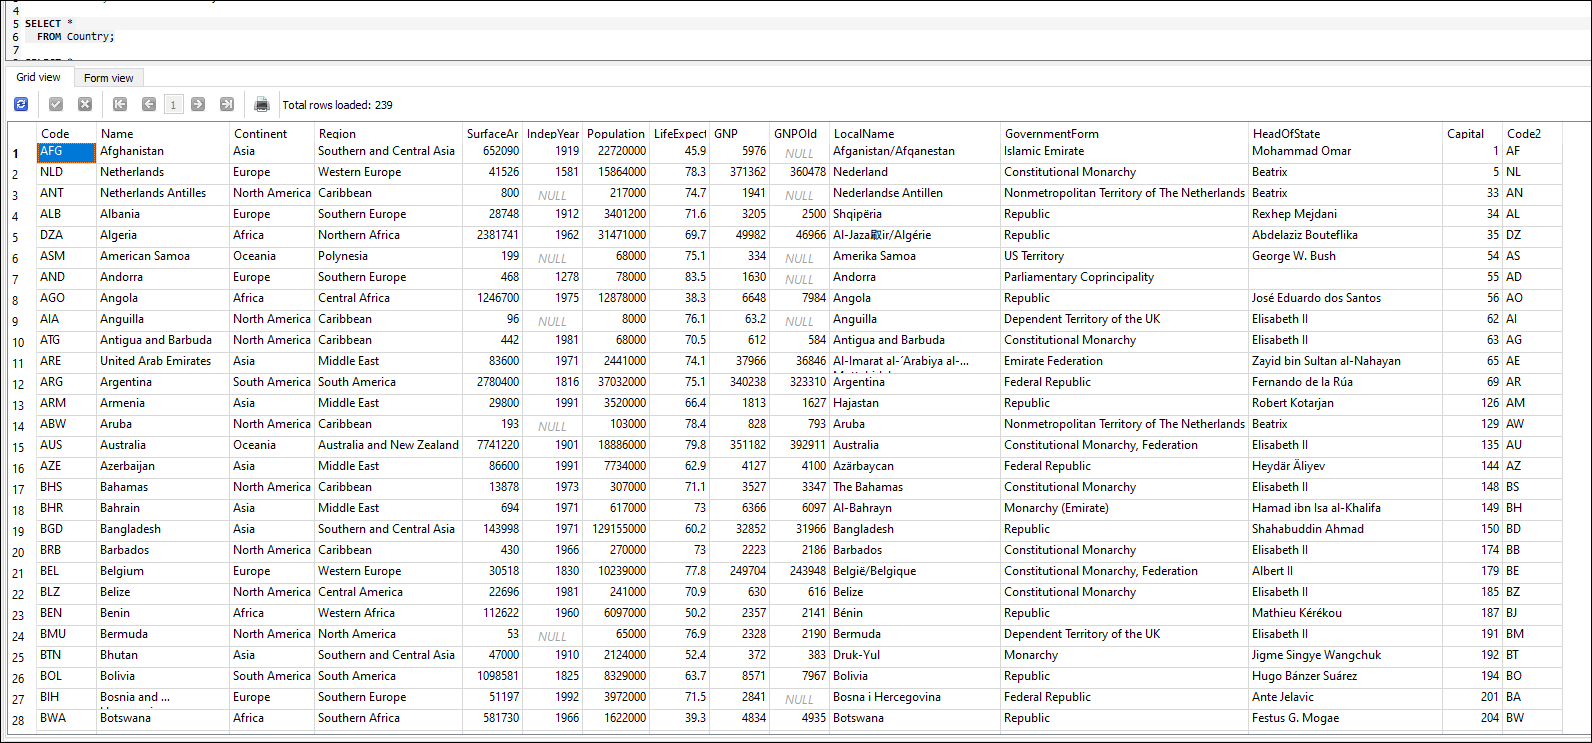 4
5 SELECT *
6 FROM Country;
7
Grid view Form view
1 Total rows loaded: 239
Code Name Continent Region SurfaceAr IndepYear Population LifeExpect GNP GNPOld LocalName GovernmentForm HeadOfState Capital Code2
1 AFG Afghanistan Asia Southern and Central Asia 652090 1919 22720000 45.9 5976 NULL Afganistan/Afqanestan Islamic Emirate Mohammad Omar 1 AF
2 NLD Netherlands Europe Western Europe 41526 1581 15864000 78.3 371362 360478 Nederland Constitutional Monarchy Beatrix 5 NL
3 ANT Netherlands Antilles North America Caribbean 800 NULL 217000 74.7 1941 NULL Nederlandse Antillen Nonmetropolitan Territory of The Netherlands Beatrix 33 AN
4 ALB Albania Europe Southern Europe 28748 1912 3401200 71.6 3205 2500 Shqipëria Republic Rexhep Mejdani 34 AL
5 DZA Algeria Africa Northern Africa 2381741 1962 31471000 69.7 49982 46966 Republic Abdelaziz Bouteflika 35 DZ
6 ASM American Samoa Oceania Polynesia 199 NULL 68000 75.1 334 NULL Amerika Samoa US Territory George W. Bush 54 AS
7 AND Andorra Europe Southern Europe 468 1278 78000 83.5 1630 NULL Andorra Parliamentary Coprincipality 55 AD
8 AGO Angola Africa Central Africa 1246700 1975 12878000 38.3 6648 7984 Angola Republic José Eduardo dos Santos 56 AO
9 AIA Anguilla North America Caribbean 96 NULL 8000 76.1 63.2 NULL Anguilla Dependent Territory of the UK Elisabeth II 62 AI
10 ATG Antigua and Barbuda North America Caribbean 442 1981 68000 70.5 612 584 Antigua and Barbuda Constitutional Monarchy Elisabeth II 63 AG
11 ARE United Arab Emirates Asia Middle East 83600 1971 2441000 74.1 37966 36846 Al-Imarat al-´Arabiya al-... Emirate Federation Zayid bin Sultan al-Nahayan 65 AE
12 ARG Argentina South America South America 2780400 1816 37032000 75.1 340238 323310 Argentina Federal Republic Fernando de la Rúa 69 AR
13 ARM Armenia Asia Middle East 29800 1991 3520000 66.4 1813 1627 Hajastan Republic Robert Kotarjan 126 AM
14 ABW Aruba North America Caribbean 193 NULL 103000 78.4 828 793 Aruba Nonmetropolitan Territory of The Netherlands Beatrix 129 AW
15 AUS Australia Oceania Australia and New Zealand 7741220 1901 18886000 79.8 351182 392911 Australia Constitutional Monarchy, Federation Elisabeth II 135 AU
16 AZE Azerbaijan Asia Middle East 86600 1991 7734000 62.9 4127 4100 Azärbaycan Federal Republic Heydär Äliyev 144 AZ
17 BHS Bahamas North America Caribbean 13878 1973 307000 71.1 3527 3347 The Bahamas Constitutional Monarchy Elisabeth II 148 BS
18 BHR Bahrain Asia Middle East 694 1971 617000 73 6366 6097 Al-Bahrayn Monarchy (Emirate) Hamad ibn Isa al-Khalifa 149 BH
19 BGD Bangladesh Asia Southern and Central Asia 143998 1971 129155000 60.2 32852 31966 Bangladesh Republic Shahabuddin Ahmad 150 BD
20 BRB Barbados North America Caribbean 430 1966 270000 73 2223 2186 Barbados Constitutional Monarchy Elisabeth II 174 BB
21 BEL Belgium Europe Western Europe 30518 1830 10239000 77.8 249704 243948 België/Belgique Constitutional Monarchy, Federation Albert II 179 BE
22 BLZ Belize North America Central America 22696 1981 241000 70.9 630 616 Belize Constitutional Monarchy Elisabeth II 185 BZ
23 BEN Benin Africa Western Africa 112622 1960 6097000 50.2 2357 2141 Bénin Republic Mathieu Kérékou 187 BJ
24 BMU Bermuda North America North America 53 NULL 65000 76.9 2328 2190 Bermuda Dependent Territory of the UK Elisabeth II 191 BM
25 BTN Bhutan Asia Southern and Central Asia 47000 1910 2124000 52.4 372 383 Druk-Yul Monarchy Jigme Singye Wangchuk 192 BT
26 BOL Bolivia South America South America 1098581 1825 8329000 63.7 8571 7967 Bolivia Republic Hugo Bánzer Suárez 194 BO
27 BIH Bosnia and ... Europe Southern Europe 51197 1992 3972000 71.5 2841 NULL Bosna i Hercegovina Federal Republic Ante Jelavic 201 BA
28 BWA Botswana Africa Southern Africa 581730 1966 1622000 39.3 4834 4935 Botswana Republic Festus G. Mogae 204 BW